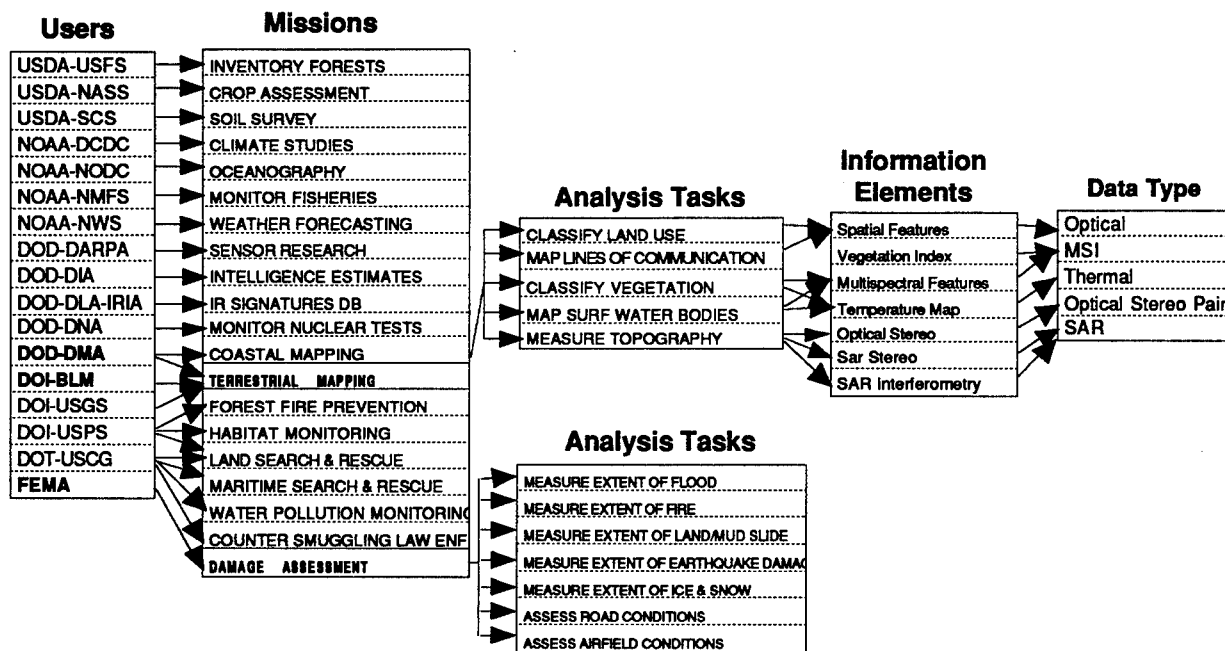 Users
USDA-USFS
USDA-NASS
USDA-SCS
NOAA-DCDC
NOAA-NODC
NOAA-NMFS
NOAA-NWS
DOD-DARPA
DOD-DIA
DOD-DLA-IRIA
DOD-DNA
DOD-DMA
DOI-BLM
DOI-USGS
DOI-USPS
DOT-USCG
FEMA
Missions
INVENTORY FORESTS
CROP ASSESSMENT
SOIL SURVEY
CLIMATE STUDIES
OCEANOGRAPHY
MONITOR FISHERIES
WEATHER FORECASTING
SENSOR RESEARCH
INTELLIGENCE ESTIMATES
IR SIGNATURES DB
MONITOR NUCLEAR TESTS
COASTAL MAPPING
TERRESTRIAL MAPPING
FOREST FIRE PREVENTION
HABITAT MONITORING
LAND SEARCH & RESCUE
MARITIME SEARCH & RESCUE
WATER POLLUTION MONITORING
COUNTER SMUGGLING LAW ENF
DAMAGE ASSESSMENT
Analysis Tasks
CLASSIFY LAND USE
MAP LINES OF COMMUNICATION
CLASSIFY VEGETATION
MAP SURF WATER BODIES
MEASURE TOPOGRAPHY
Information
Elements
Spatial Features
Vegetation Index
Multispectral Features
Temperature Map
Optical Stereo
Sar Stereo
SAR Interferometry
Data Type
Optical
MSI
Thermal
Optical Stereo Pair
SAR
Analysis Tasks
MEASURE EXTENT OF FLOOD
MEASURE EXTENT OF FIRE
MEASURE EXTENT OF LAND/MUD SLIDE
MEASURE EXTENT OF EARTHQUAKE DAMAG
MEASURE EXTENT OF ICE & SNOW
ASSESS ROAD CONDITIONS
ASSESS AIRFIELD CONDITIONS